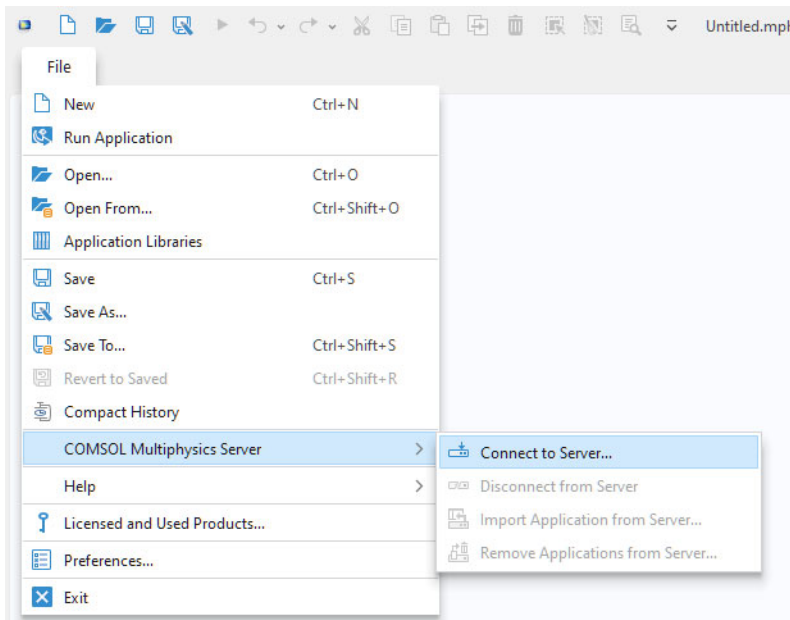 Untitled.mph
File
New Ctrl+N
Run Application
Open... Ctrl+O
Open From... Ctrl+Shift+O
Application Libraries
Save Ctrl+S
Save As...
Save To... Ctrl+Shift+S
Revert to Saved Ctrl+Shift+R
Compact History
COMSOL Multiphysics Server
Connect to Server...
Help
Disconnect from Server
Licensed and Used Products...
Import Application from Server...
Preferences...
Remove Applications from Server...
Exit